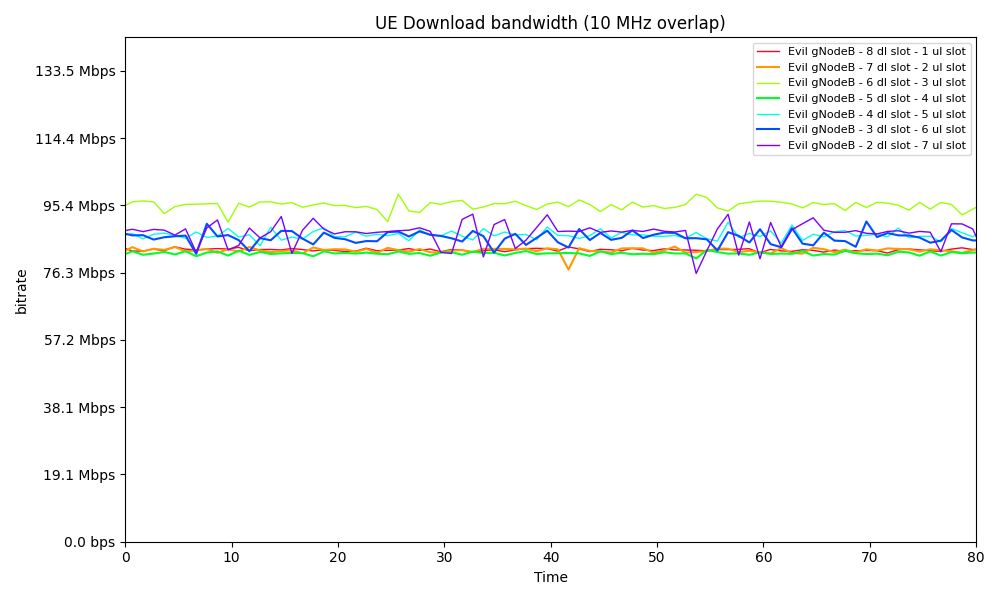 UE Download bandwidth (10 MHz overlap)
Evil gNodeB - 8 dl slot - 1 ul slot
Evil gNodeB - 7 dl slot - 2 ul slot
Evil gNodeB - 6 dl slot - 3 ul slot
Evil gNodeB - 5 dl slot - 4 ul slot
Evil gNodeB - 4 dl slot - 5 ul slot
Evil gNodeB - 3 dl slot - 6 ul slot
Evil gNodeB - 2 dl slot - 7 ul slot
133.5 Mbps
114.4 Mbps
95.4 Mbps
76.3 Mbps
57.2 Mbps
38.1 Mbps
19.1 Mbps
0.0 bps
bitrate
0 10 20 30 40 50 60 70 80
Time